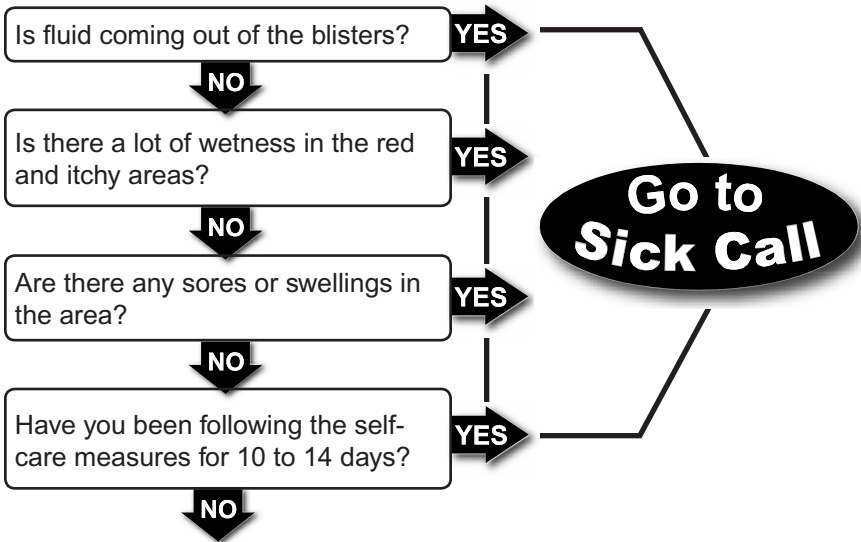 Is fluid coming out of the blisters?
YES
NO
Is there a lot of wetness in the red
and itchy areas?
YES
NO
Are there any sores or swellings in
the area?
YES
NO
Have you been following the self-
care measures for 10 to 14 days?
YES
NO
Go to
Sick Call